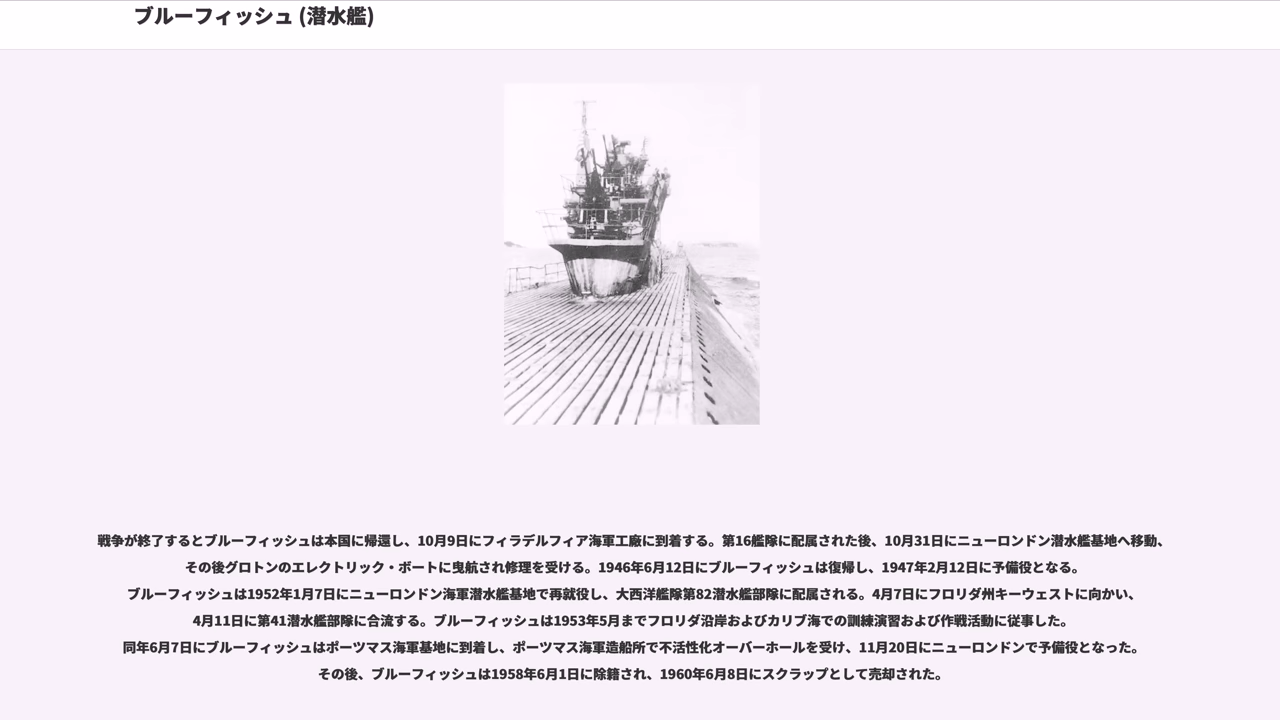 ブルーフィッシュ (潜水艦)
戦争が終了するとブルーフィッシュは本国に帰還し、10月9日にフィラデルフィア海軍工廠に到着する。第16艦隊に配属された後、10月31日にニューロンドン潜水艦基地へ移動、
その後グロトンのエレクトリック・ボートに曳航され修理を受ける。1946年6月12日にブルーフィッシュは復帰し、1947年2月12日に予備役となる。
ブルーフィッシュは1952年1月7日にニューロンドン海軍潜水艦基地で再就役し、大西洋艦隊第82潜水艦部隊に配属される。4月7日にフロリダ州キーウェストに向かい、
4月11日に第41潜水艦部隊に合流する。ブルーフィッシュは1953年5月までフロリダ沿岸およびカリブ海での訓練演習および作戦活動に従事した。
同年6月7日にブルーフィッシュはポーツマス海軍基地に到着し、ポーツマス海軍造船所で不活性化オーバーホールを受け、11月20日にニューロンドンで予備役となった。
その後、ブルーフィッシュは1958年6月1日に除籍され、1960年6月8日にスクラップとして売却された。